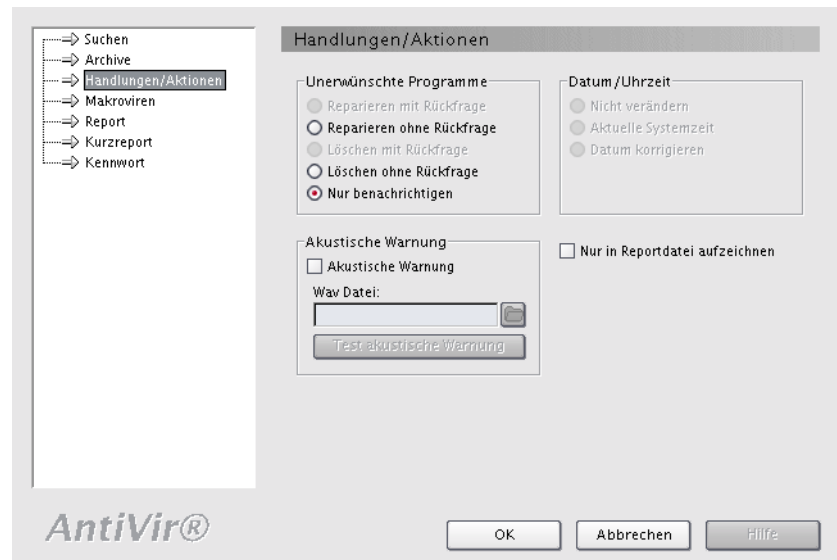 Suchen
Archive
Handlungen/Aktionen
Makroviren
Report
Kurzreport
Kennwort
Handlungen/Aktionen
Unerwünschte Programme
Reparieren mit Rückfrage
Reparieren ohne Rückfrage
Löschen mit Rückfrage
Löschen ohne Rückfrage
Nur benachrichtigen
Datum/Uhrzeit
Nicht verändern
Aktuelle Systemzeit
Datum korrigieren
Akustische Warnung
Akustische Warnung
Wav Datei:
Test akustische Warnung
Nur in Reportdatei aufzeichnen
AntiVir®
OK
Abbrechen
Hilfe